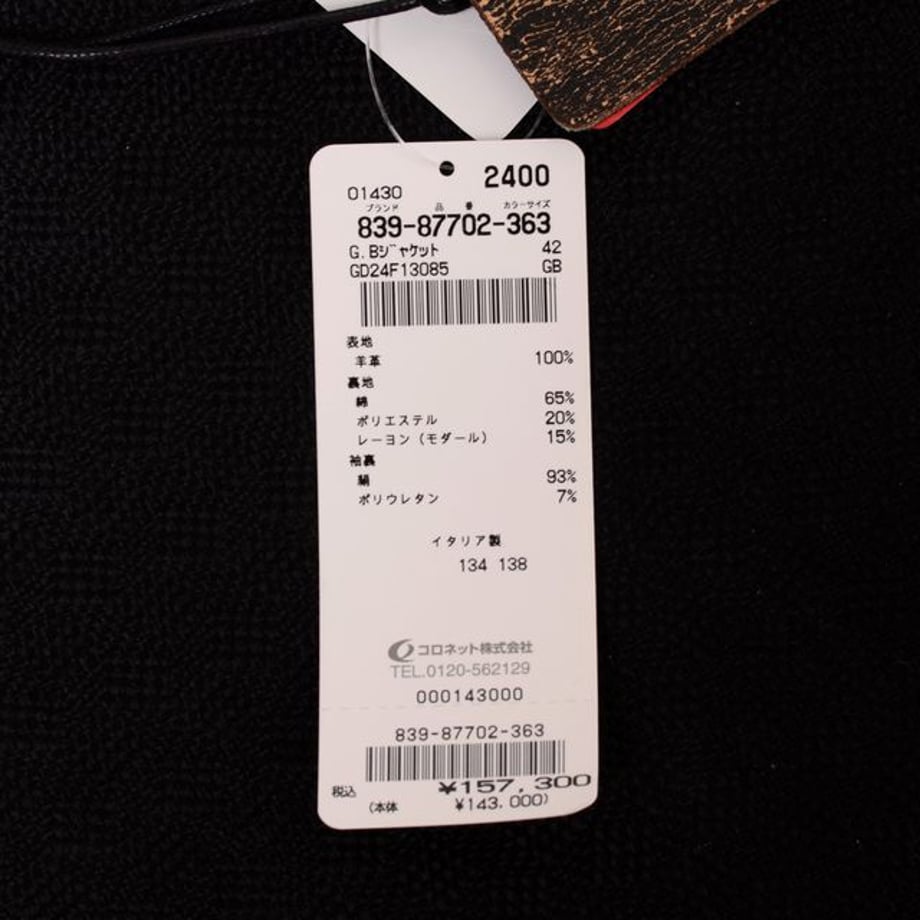 2400
01430
ブランド 品 番 カラーサイズ
839-87702-363
G.Bジャケット 42
GD24F13085 GB
表地
羊革 100%
裏地
綿 65%
ポリエステル 20%
レーヨン（モダール） 15%
袖裏
絹 93%
ポリウレタン 7%
イタリア製
134 138
コロネット株式会社
TEL.0120-562129
000143000
839-87702-363
税込 ¥157,300
(本体 ¥143,000)